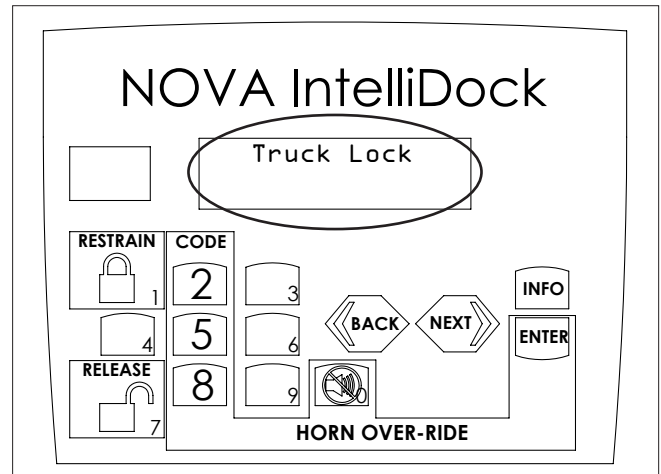 NOVA IntelliDock
Truck Lock
RESTRAIN
1
CODE
2
3
4
5
6
RELEASE
7
8
9
0
BACK
NEXT
INFO
ENTER
HORN OVER-RIDE